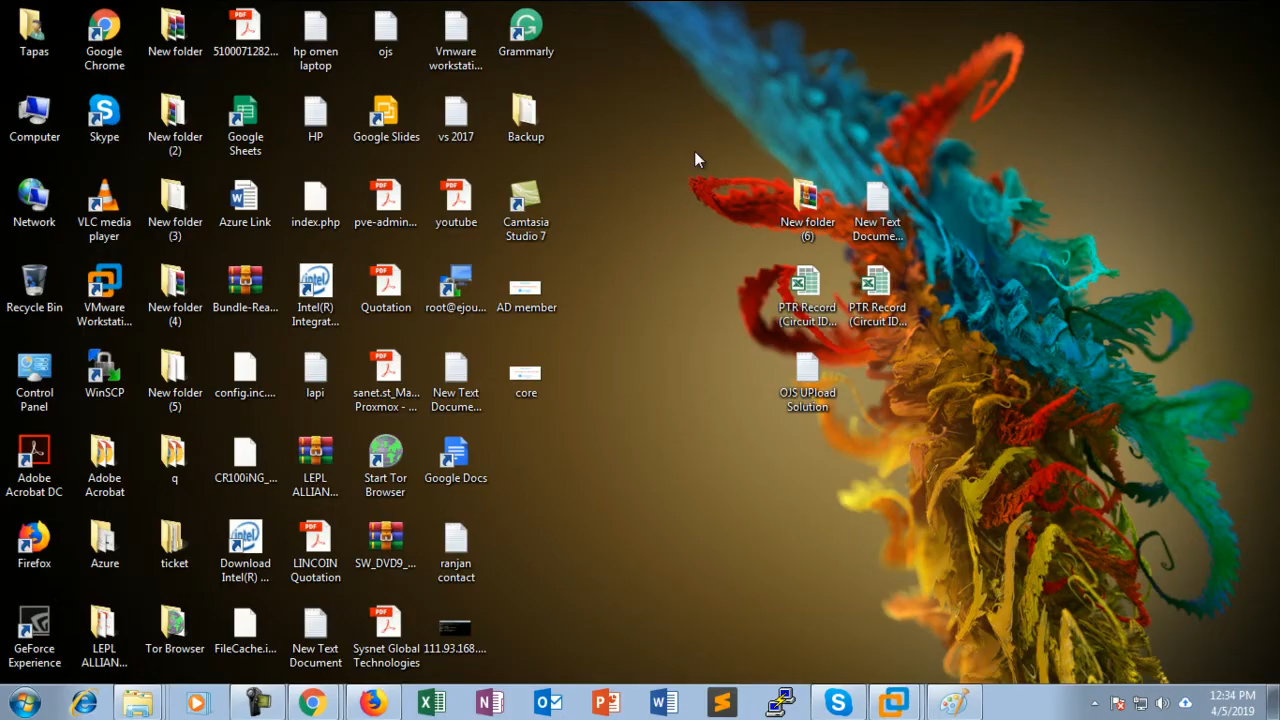 Tapas
Google
Chrome
New folder
5100071282...
hp omen
laptop
ojs
Vmware
workstati...
Grammarly
Computer
Skype
New folder
(2)
Google
Sheets
HP
Google Slides
vs 2017
Backup
Network
VLC media
player
New folder
(3)
Azure Link
index.php
pve-admin...
youtube
Camtasia
Studio 7
New folder
(6)
New Text
Docume...
Recycle Bin
VMware
Workstati...
New folder
(4)
Bundle-Rea...
Intel(R)
Integrat...
Quotation
root@ejou...
AD member
PTR Record
(Circuit ID...
PTR Record
(Circuit ID...
Control
Panel
WinSCP
New folder
(5)
config.inc....
lapi
sanet.st_Ma...
Proxmox - ...
New Text
Docume...
core
OJS UPload
Solution
Adobe
Acrobat DC
Adobe
Acrobat
q
CR100iNG_...
LEPL
ALLIAN...
Start Tor
Browser
Google Docs
Firefox
Azure
ticket
Download
Intel(R) ...
LINCOIN
Quotation
SW_DVD9_...
ranjan
contact
GeForce
Experience
LEPL
ALLIAN...
Tor Browser
FileCache.i...
New Text
Document
Sysnet Global
Technologies
111.93.168....
12:34 PM
4/5/2019